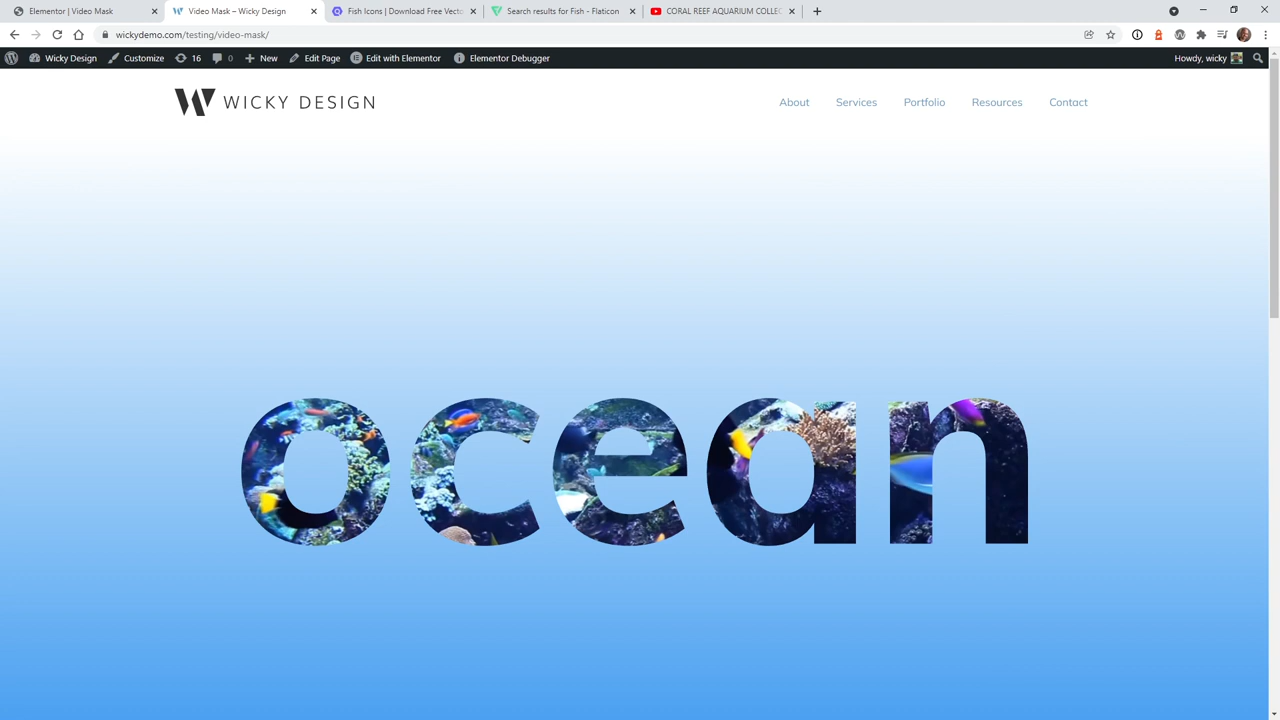 Elementor | Video Mask
Video Mask – Wicky Design
Fish Icons | Download Free Vecto
Search results for Fish - Flaticon
CORAL REEF AQUARIUM COLLEC
wickydemo.com/testing/video-mask/
Wicky Design
Customize
16
0
New
Edit Page
Edit with Elementor
Elementor Debugger
Howdy, wicky
WICKY DESIGN
About
Services
Portfolio
Resources
Contact
ocean